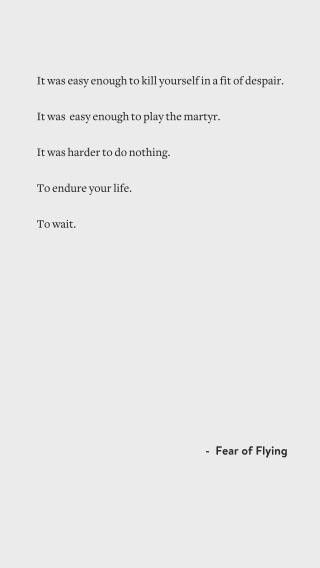 It was easy enough to kill yourself in a fit of despair.
It was easy enough to play the martyr.
It was harder to do nothing.
To endure your life.
To wait.
- Fear of Flying